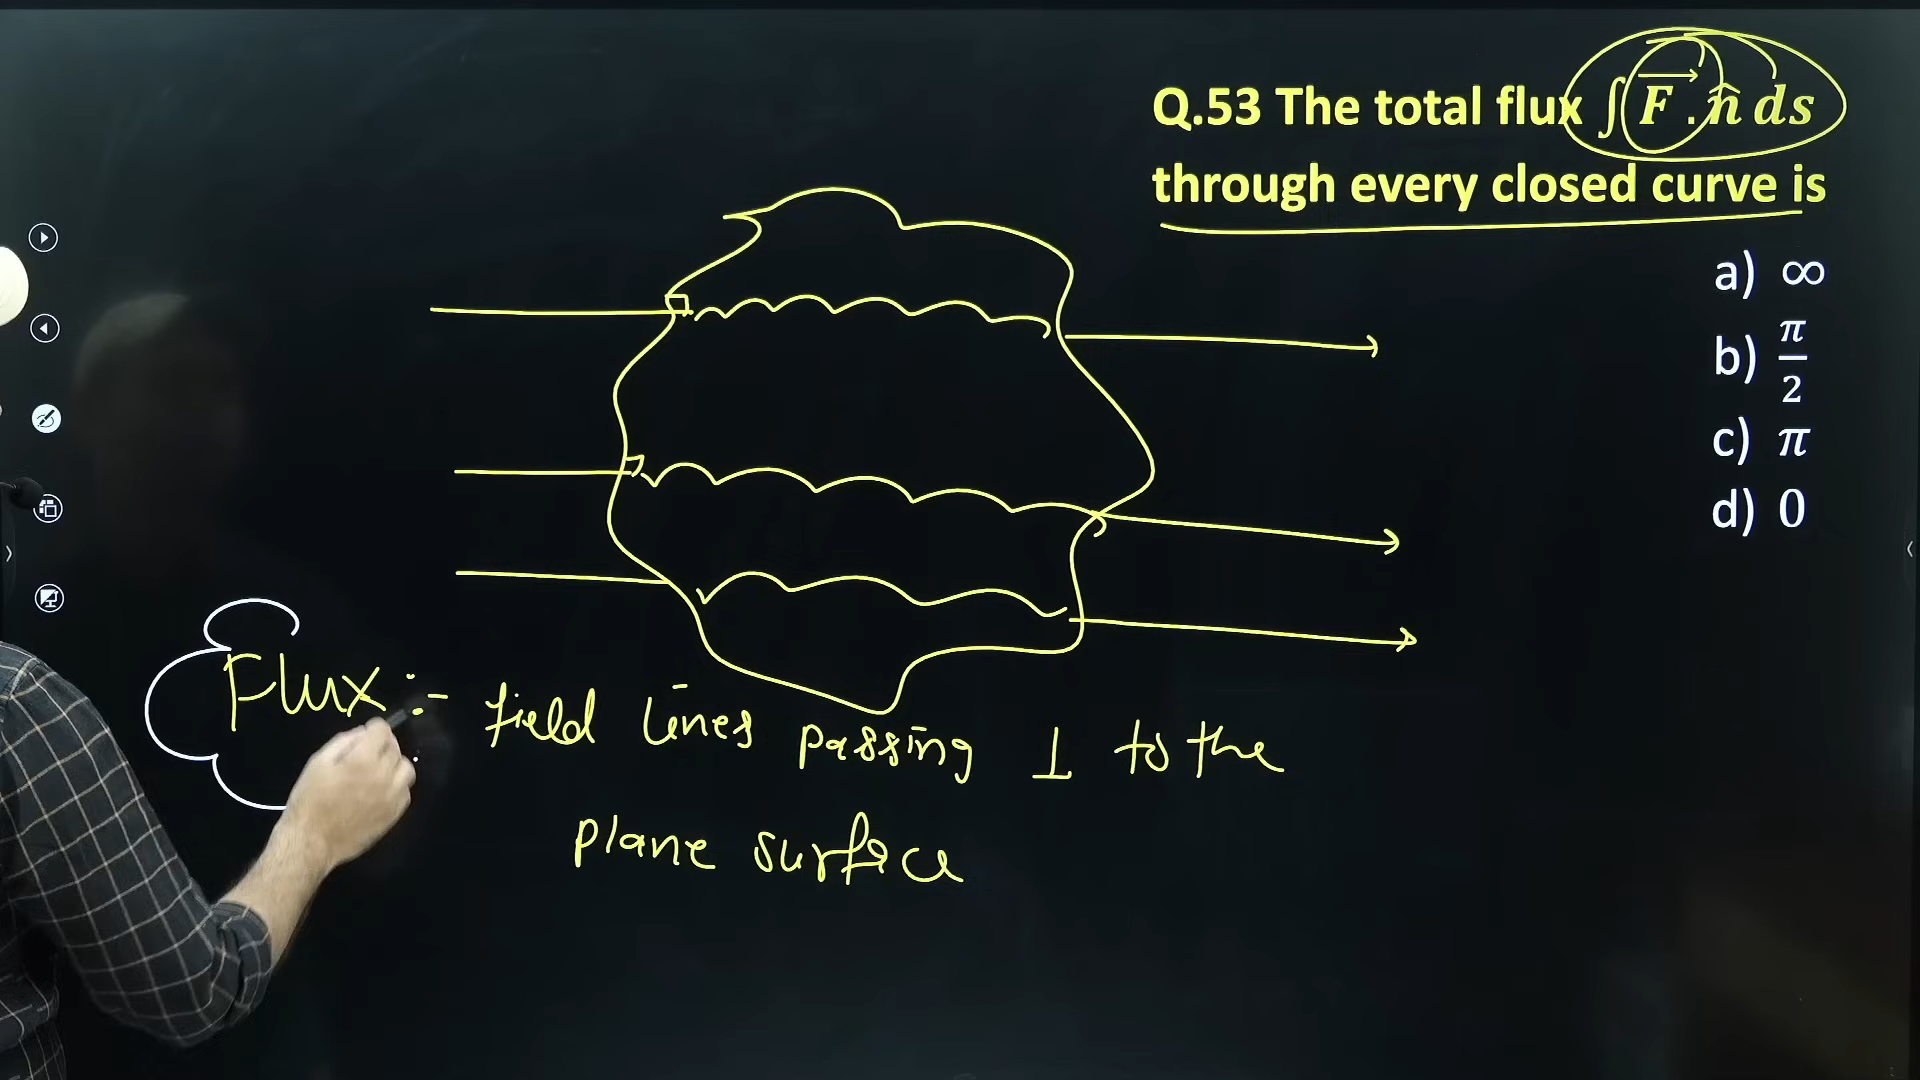 Q.53 The total flux ∫ F⃗ . n̂ ds
through every closed curve is
a) ∞
b) π/2
c) π
d) 0
Flux :- field lines passing ⊥ to the
plane surface